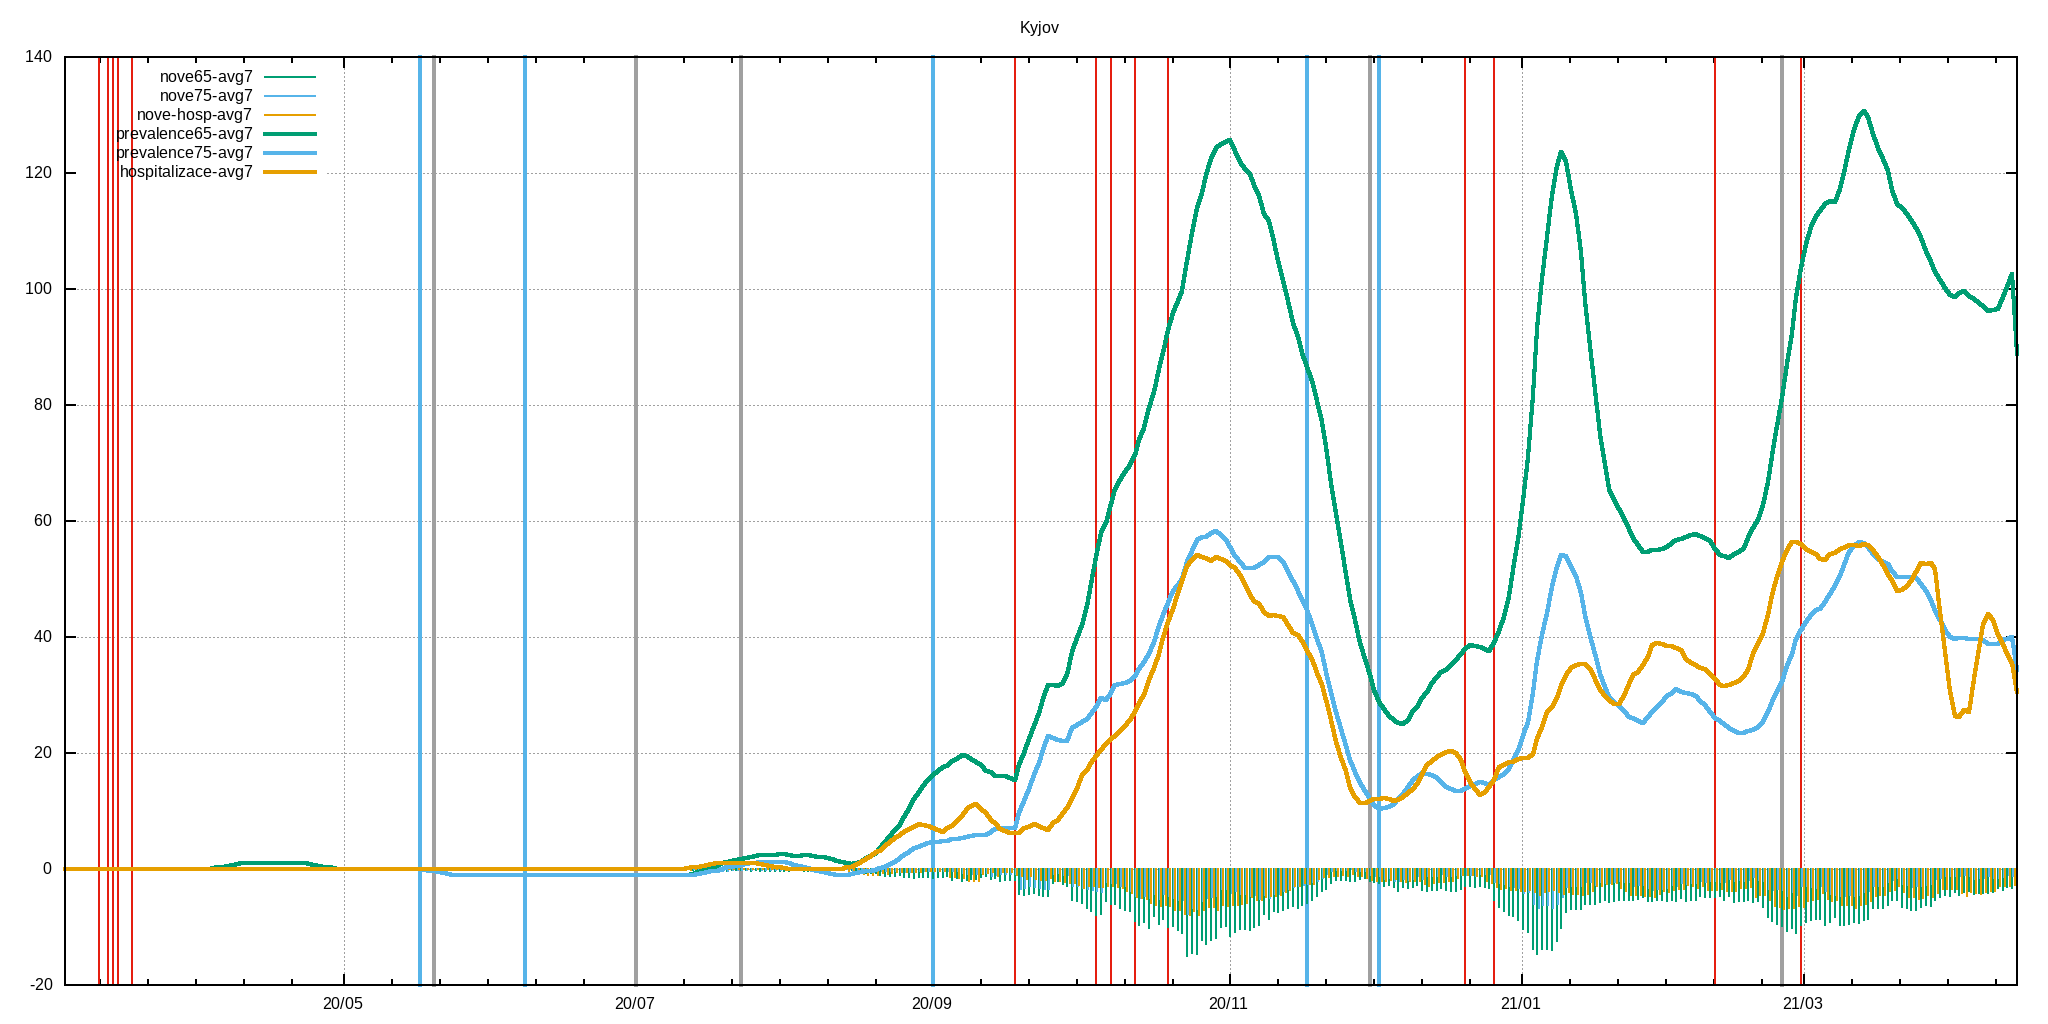 Kyjov
140
120
100
80
60
40
20
0
-20
nove65-avg7
nove75-avg7
nove-hosp-avg7
prevalence65-avg7
prevalence75-avg7
hospitalizace-avg7
20/05 20/07 20/09 20/11 21/01 21/03